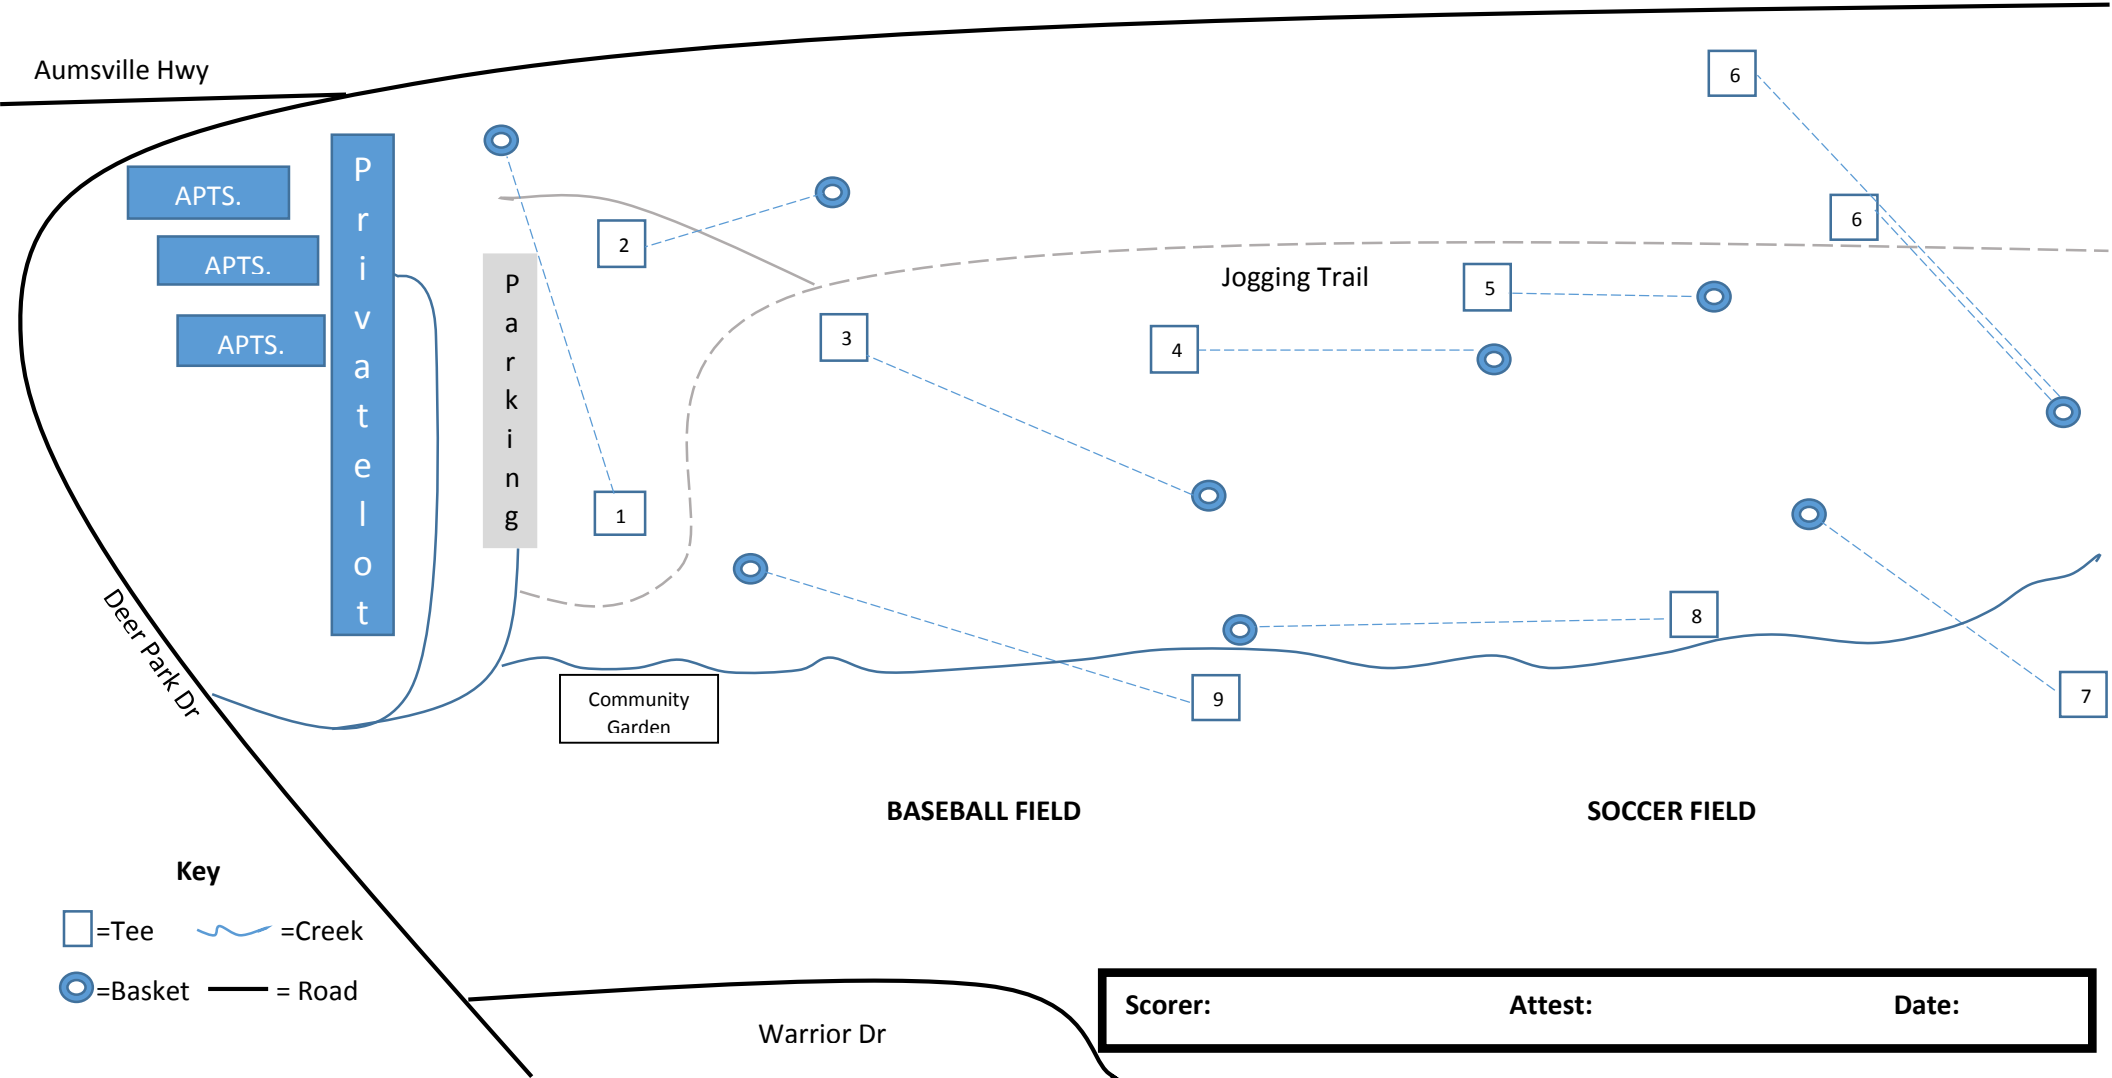 Aumsville Hwy
6
P
r
i
v
a
t
e
l
o
t
APTS.
2
6
APTS.
P
a
r
k
i
n
g
Jogging Trail
5
3
4
APTS.
1
Deer Park Dr
8
Community
Garden
9
7
BASEBALL FIELD
SOCCER FIELD
Key
=Tee
=Creek
=Basket
= Road
Scorer:
Attest:
Date:
Warrior Dr